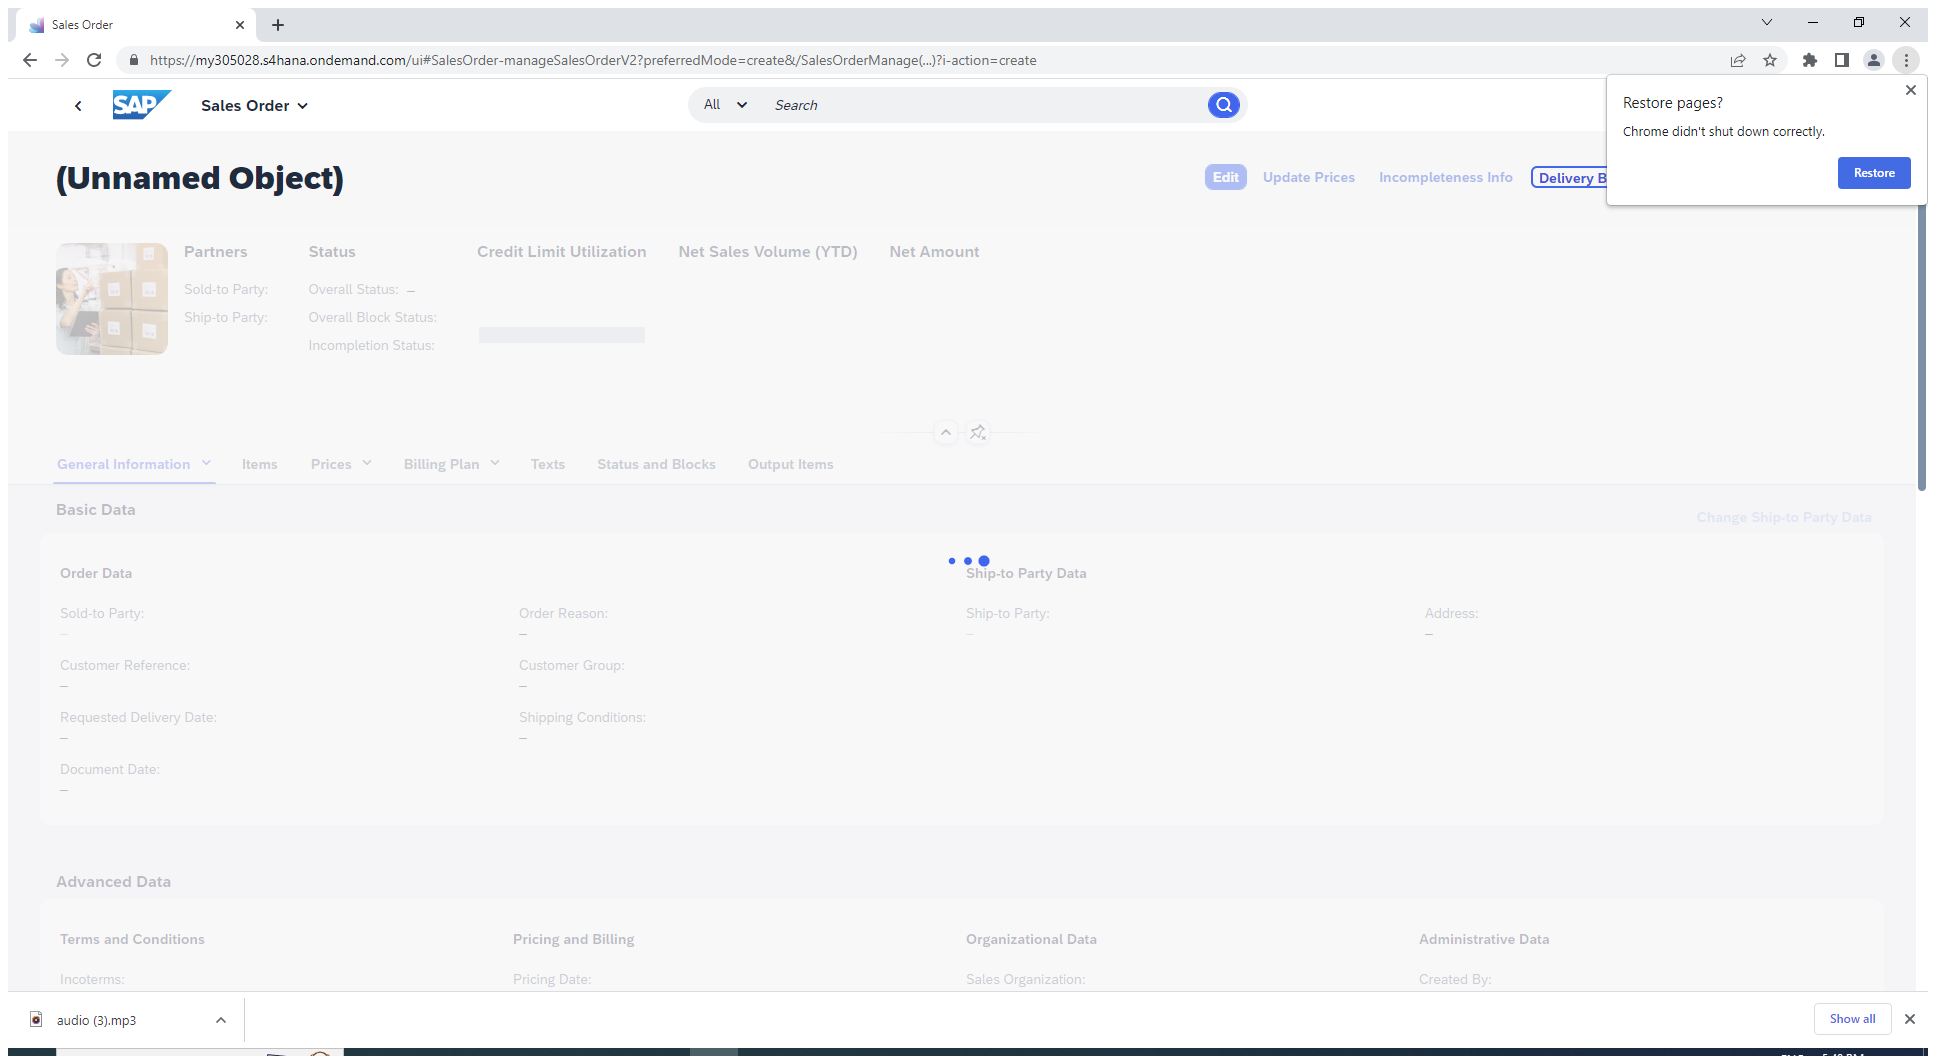 Sales Order
https://my305028.s4hana.ondemand.com/ui#SalesOrder-manageSalesOrderV2?preferredMode=create&/SalesOrderManage(...)?i-action=create
SAP Sales Order All Search
Restore pages?
Chrome didn't shut down correctly.
Restore
(Unnamed Object)
Edit Update Prices Incompleteness Info Delivery B
Partners Status Credit Limit Utilization Net Sales Volume (YTD) Net Amount
Sold-to Party: Overall Status: –
Ship-to Party: Overall Block Status:
Incompletion Status:
General Information Items Prices Billing Plan Texts Status and Blocks Output Items
Basic Data
Change Ship-to Party Data
Order Data Ship-to Party Data
Sold-to Party: Order Reason: Ship-to Party: Address:
– – – –
Customer Reference: Customer Group:
– –
Requested Delivery Date: Shipping Conditions:
– –
Document Date:
–
Advanced Data
Terms and Conditions Pricing and Billing Organizational Data Administrative Data
Incoterms: Pricing Date: Sales Organization: Created By:
audio (3).mp3 Show all